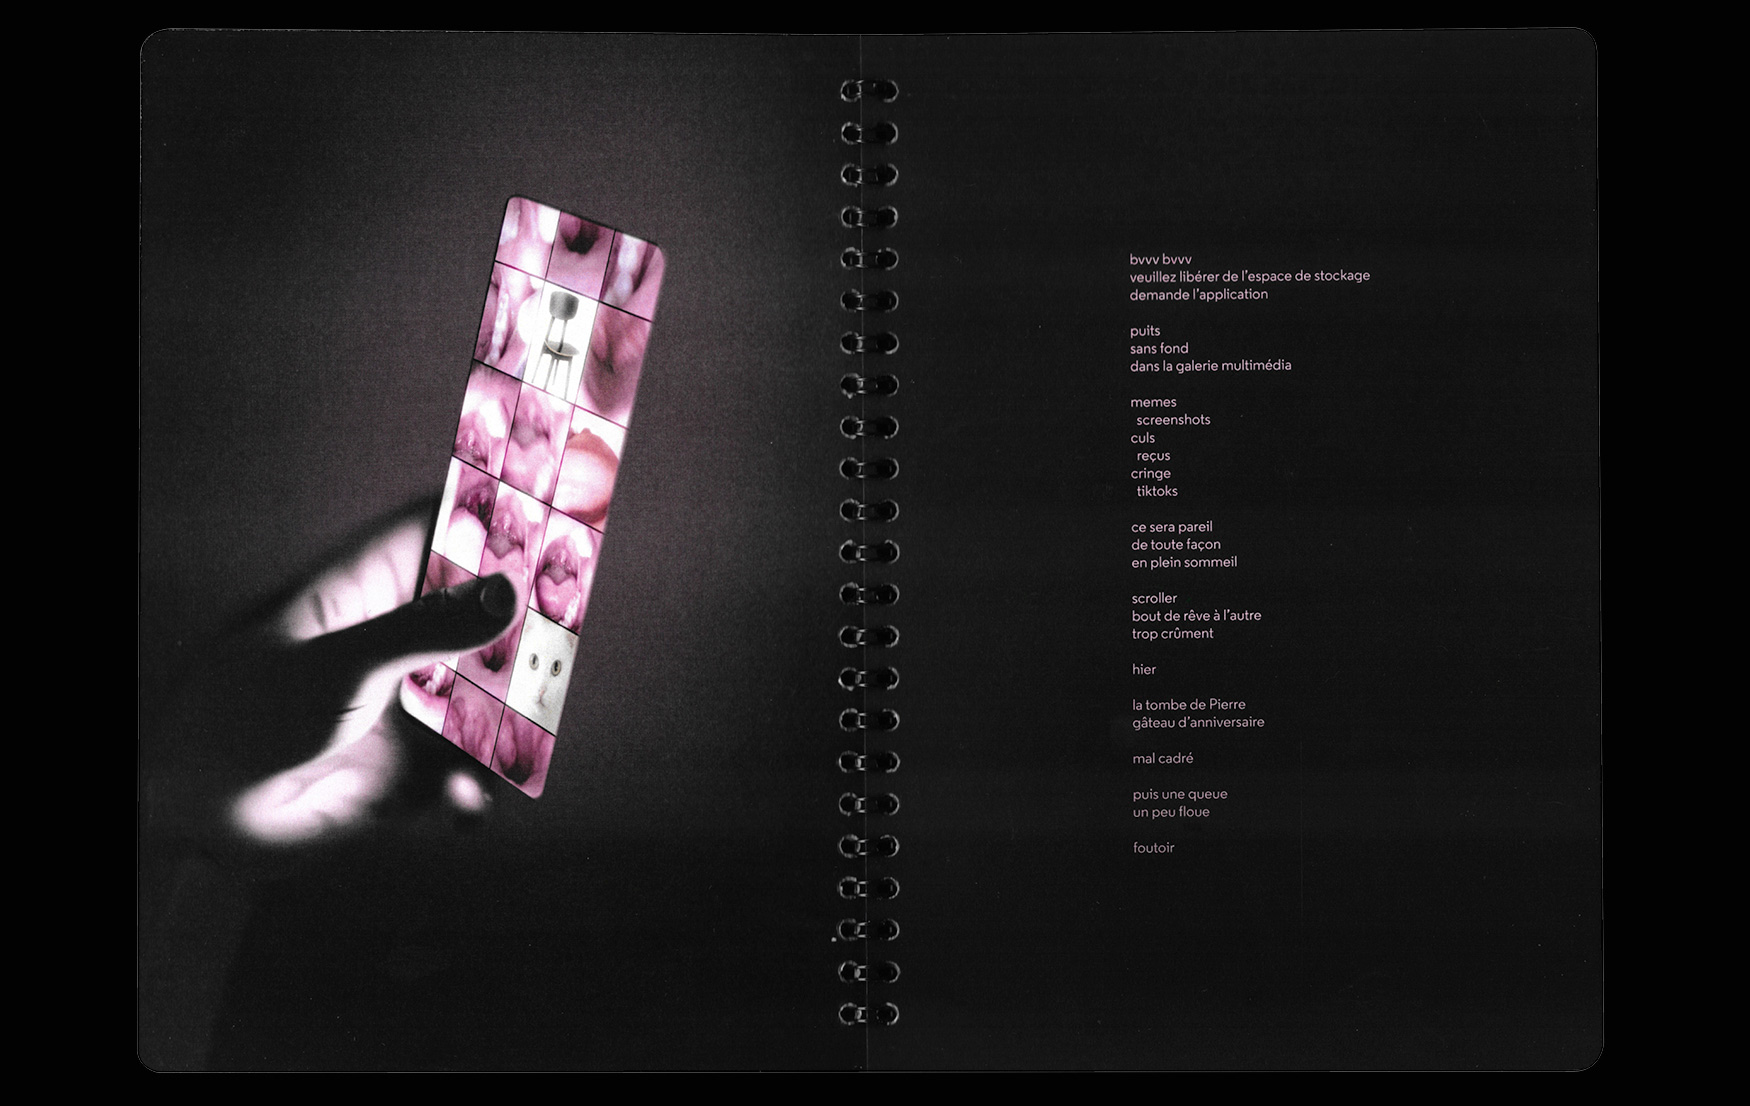 bvvv bvvv
veuillez libérer de l'espace de stockage
demande l'application
puits
sans fond
dans la galerie multimédia
memes
screenshots
culs
reçus
cringe
tiktoks
ce sera pareil
de toute façon
en plein sommeil
scroller
bout de rêve à l'autre
trop crûment
hier
la tombe de Pierre
gâteau d'anniversaire
mal cadré
puis une queue
un peu floue
foutoir